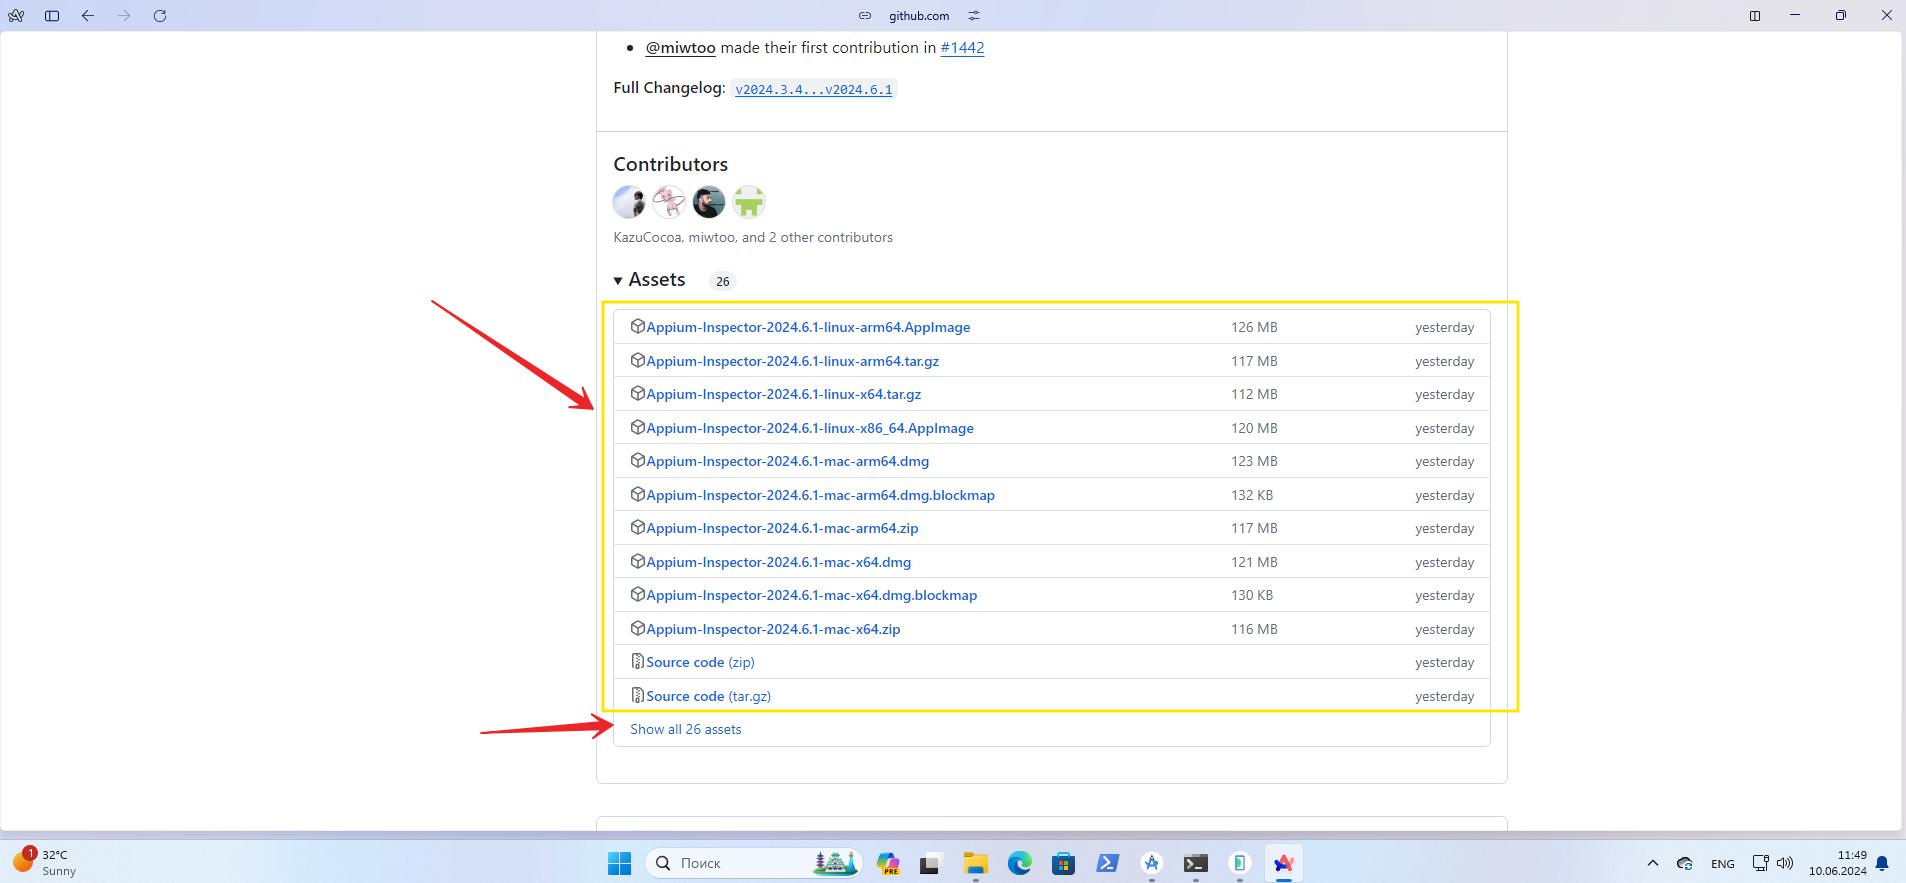 github.com
@miwtoo made their first contribution in #1442
Full Changelog: v2024.3.4...v2024.6.1
Contributors
KazuCocoa, miwtoo, and 2 other contributors
Assets 26
Appium-Inspector-2024.6.1-linux-arm64.AppImage 126 MB yesterday
Appium-Inspector-2024.6.1-linux-arm64.tar.gz 117 MB yesterday
Appium-Inspector-2024.6.1-linux-x64.tar.gz 112 MB yesterday
Appium-Inspector-2024.6.1-linux-x86_64.AppImage 120 MB yesterday
Appium-Inspector-2024.6.1-mac-arm64.dmg 123 MB yesterday
Appium-Inspector-2024.6.1-mac-arm64.dmg.blockmap 132 KB yesterday
Appium-Inspector-2024.6.1-mac-arm64.zip 117 MB yesterday
Appium-Inspector-2024.6.1-mac-x64.dmg 121 MB yesterday
Appium-Inspector-2024.6.1-mac-x64.dmg.blockmap 130 KB yesterday
Appium-Inspector-2024.6.1-mac-x64.zip 116 MB yesterday
Source code (zip) yesterday
Source code (tar.gz) yesterday
Show all 26 assets
1
32°C
Sunny
Поиск
PRE
ENG
11:49
10.06.2024